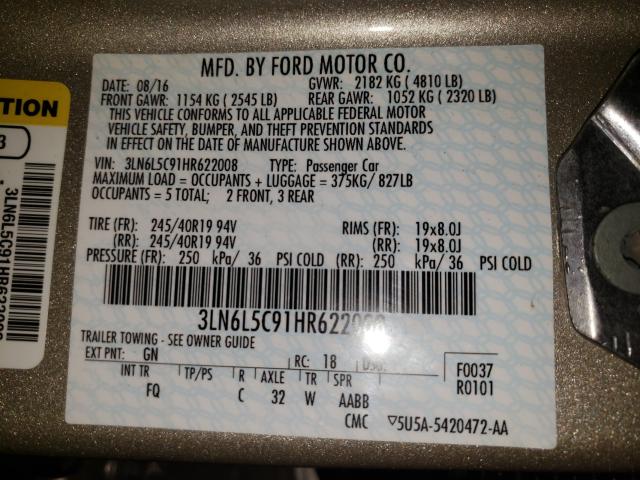 MFD. BY FORD MOTOR CO.
DATE: 08/16 GVWR: 2182 KG (4810 LB)
FRONT GAWR: 1154 KG (2545 LB) REAR GAWR: 1052 KG (2320 LB)
THIS VEHICLE CONFORMS TO ALL APPLICABLE FEDERAL MOTOR
VEHICLE SAFETY, BUMPER, AND THEFT PREVENTION STANDARDS
IN EFFECT ON THE DATE OF MANUFACTURE SHOWN ABOVE.
VIN: 3LN6L5C91HR622008 TYPE: Passenger Car
MAXIMUM LOAD = OCCUPANTS + LUGGAGE = 375KG/ 827LB
OCCUPANTS = 5 TOTAL; 2 FRONT, 3 REAR
TIRE (FR): 245/40R19 94V RIMS (FR): 19x8.0J
(RR): 245/40R19 94V (RR): 19x8.0J
PRESSURE (FR): 250 kPa/ 36 PSI COLD (RR): 250 kPa/ 36 PSI COLD
3LN6L5C91HR622008
TRAILER TOWING - SEE OWNER GUIDE
EXT PNT: GN RC: 18 DSO: F0037
INT TR TP/PS R AXLE TR SPR R0101
FQ C 32 W AABB
CMC ▽5U5A-5420472-AA
TION
3
3LN6L5C91HR622008